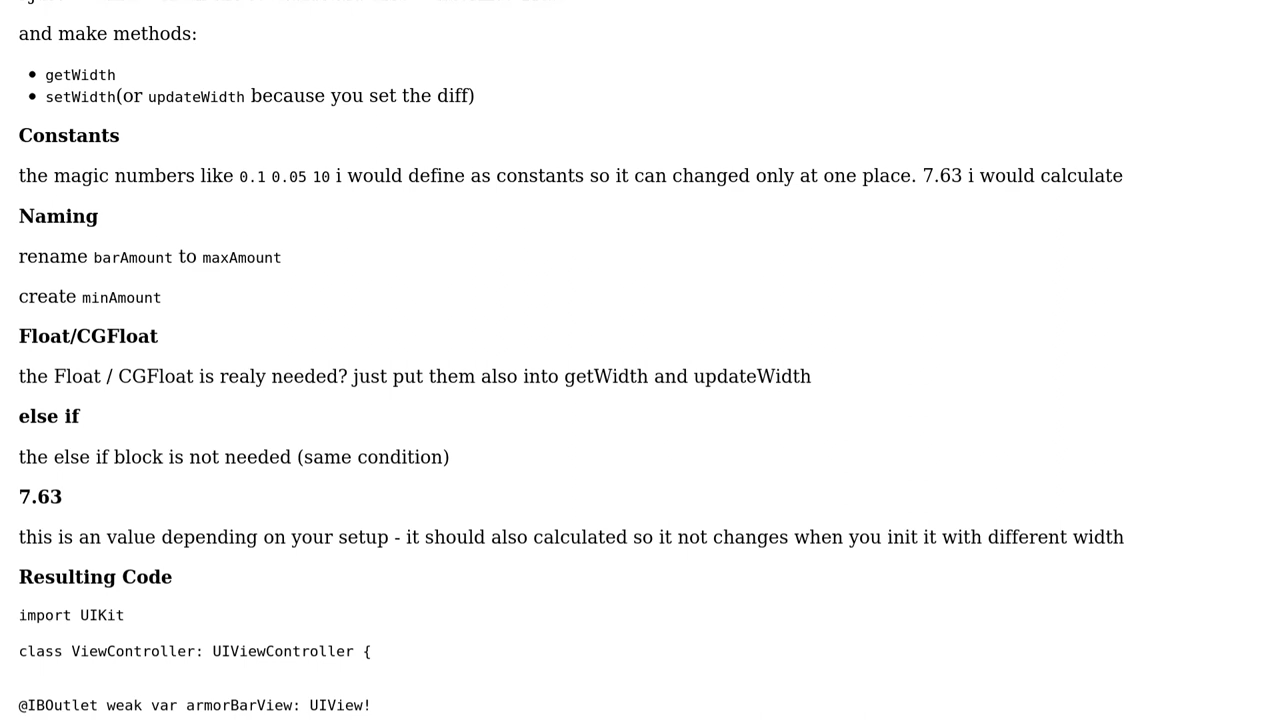 and make methods:
getWidth
setWidth(or updateWidth because you set the diff)
Constants
the magic numbers like 0.1 0.05 10 i would define as constants so it can changed only at one place. 7.63 i would calculate
Naming
rename barAmount to maxAmount
create minAmount
Float/CGFloat
the Float / CGFloat is realy needed? just put them also into getWidth and updateWidth
else if
the else if block is not needed (same condition)
7.63
this is an value depending on your setup - it should also calculated so it not changes when you init it with different width
Resulting Code
import UIKit
class ViewController: UIViewController {
@IBOutlet weak var armorBarView: UIView!